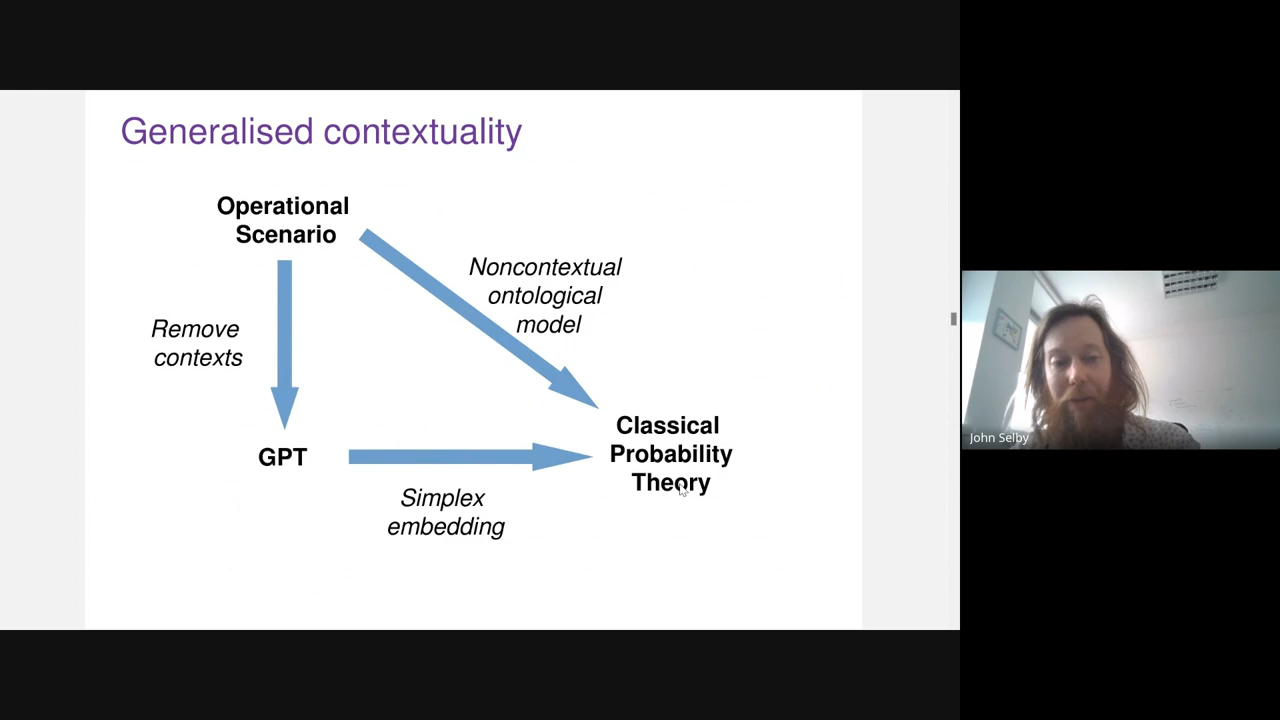 Generalised contextuality
Operational
Scenario
Noncontextual
ontological
model
Remove
contexts
Classical
Probability
Theory
GPT
Simplex
embedding
John Selby